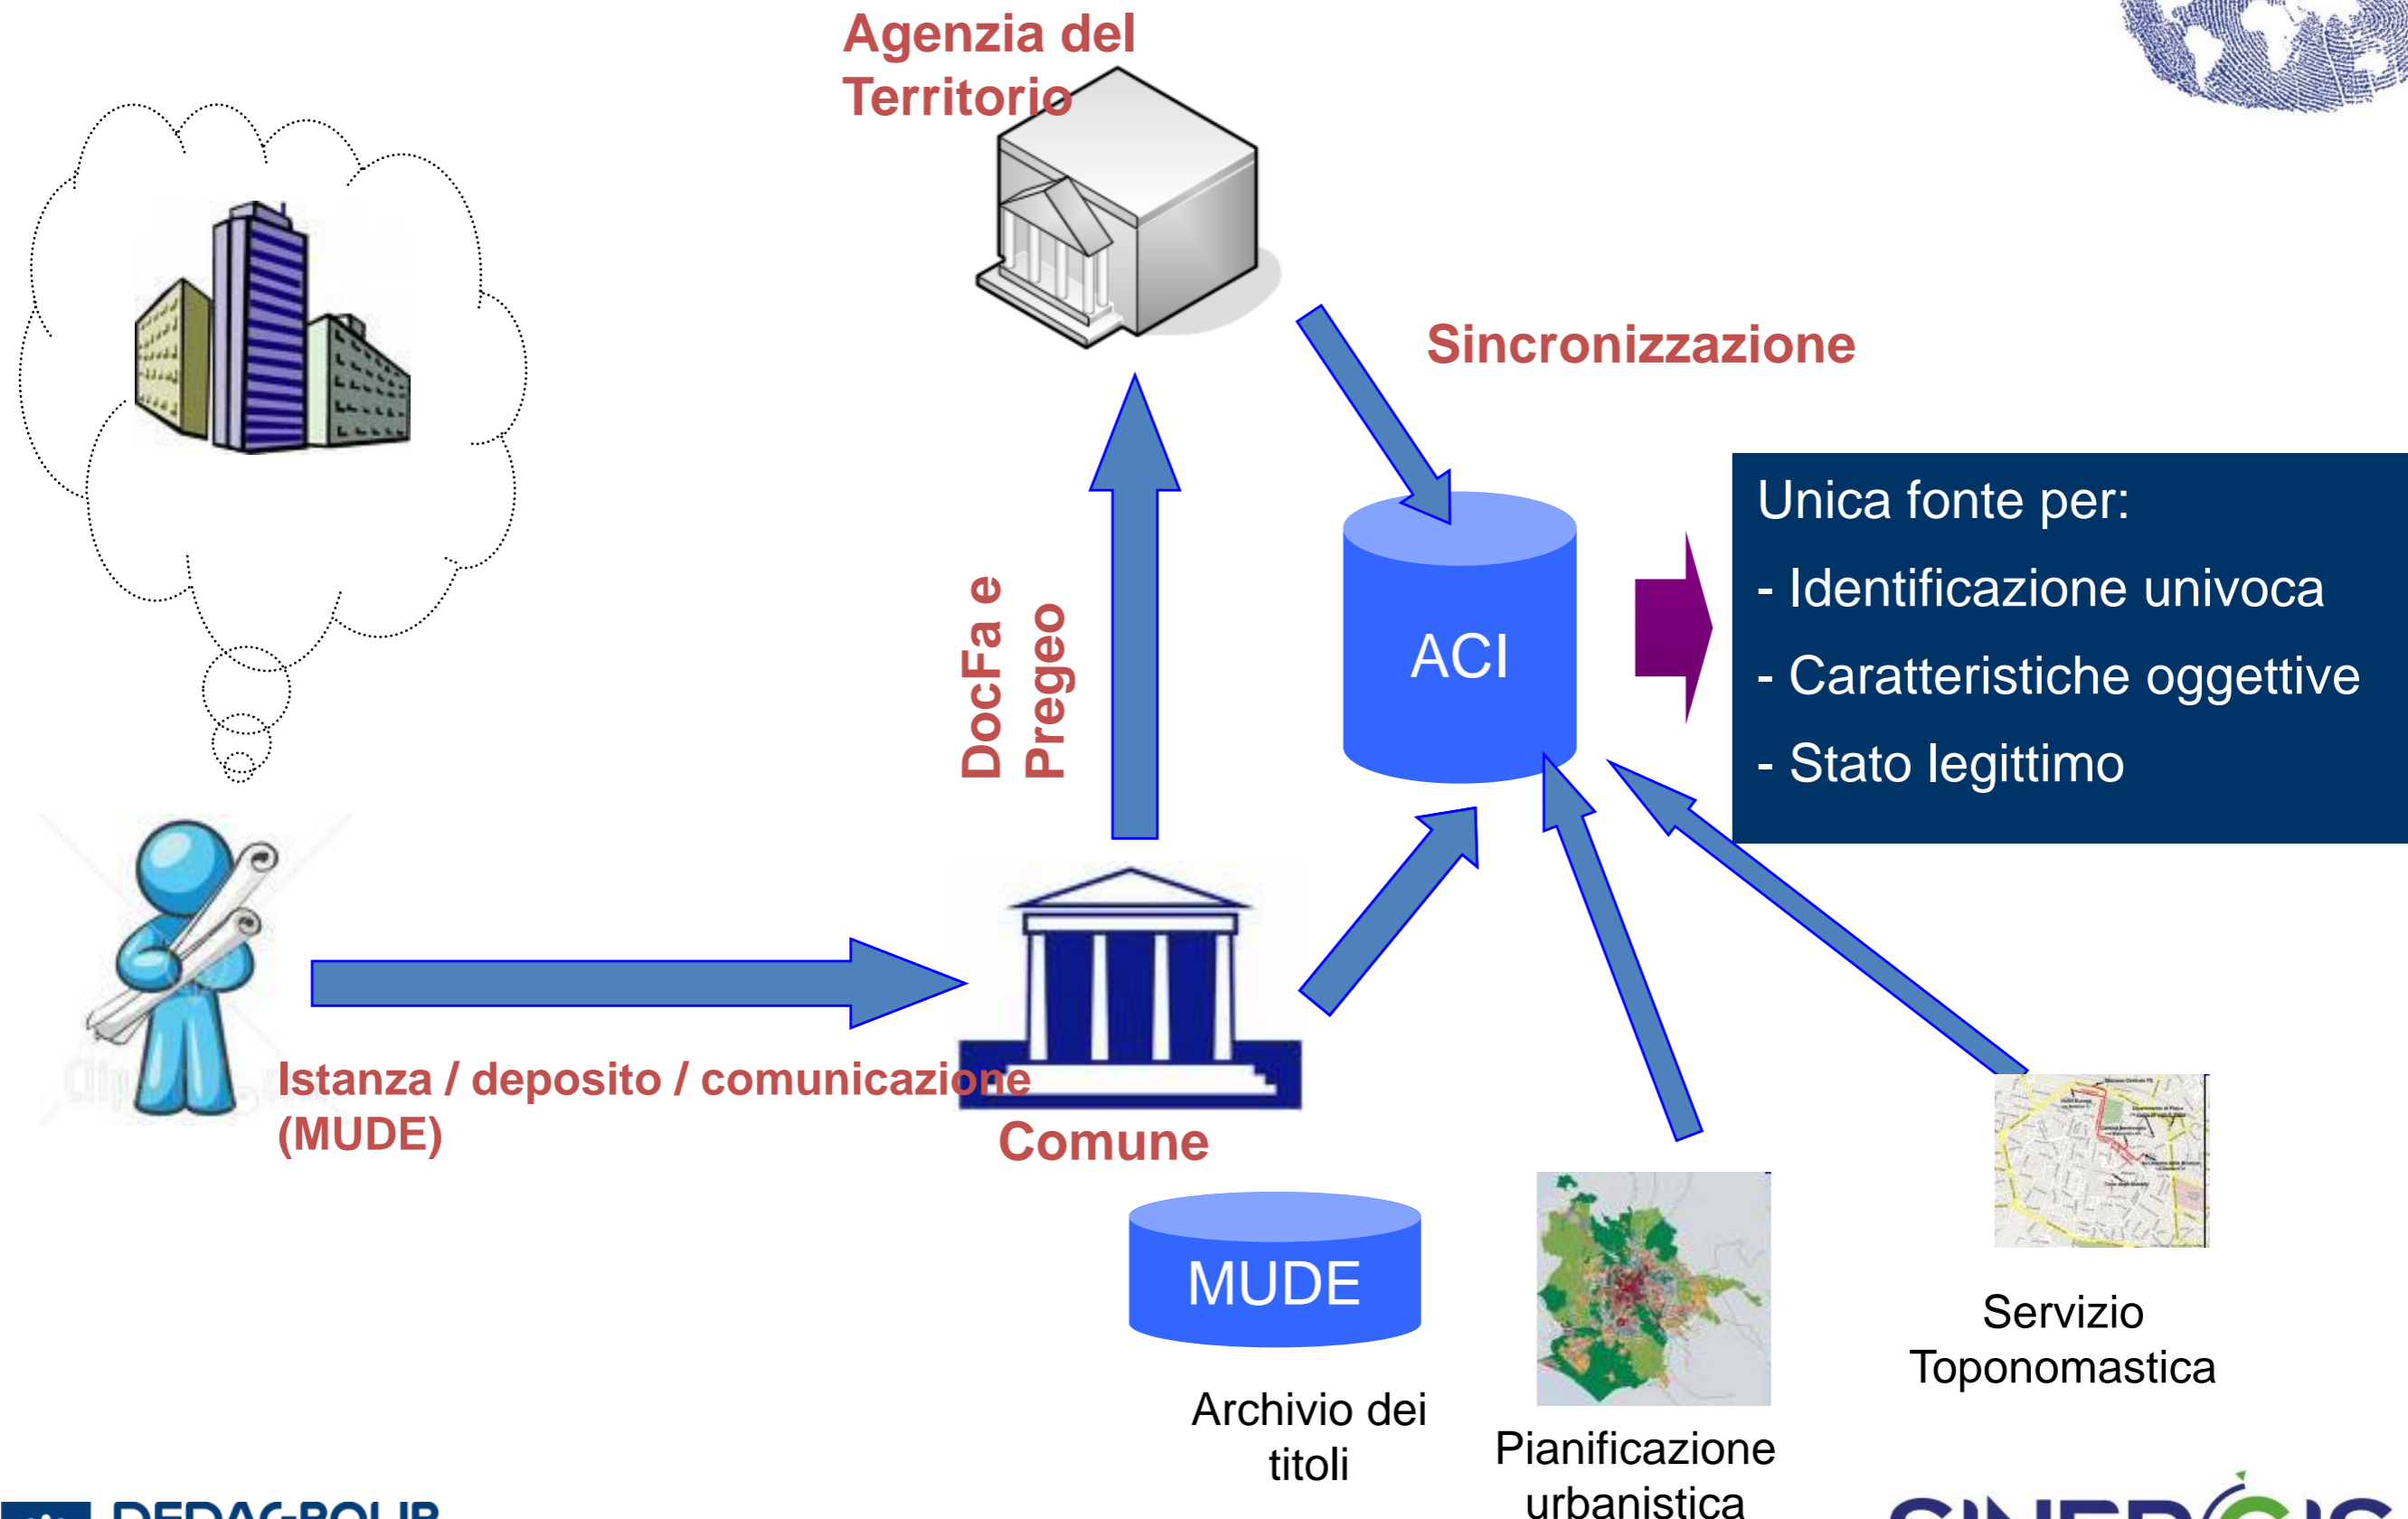 Agenzia del
Territorio
Sincronizzazione
Unica fonte per:
- Identificazione univoca
- Caratteristiche oggettive
- Stato legittimo
DocFa e
Pregeo
ACI
Istanza / deposito / comunicazione
(MUDE)
Comune
MUDE
Archivio dei
titoli
Pianificazione
urbanistica
Servizio
Toponomastica